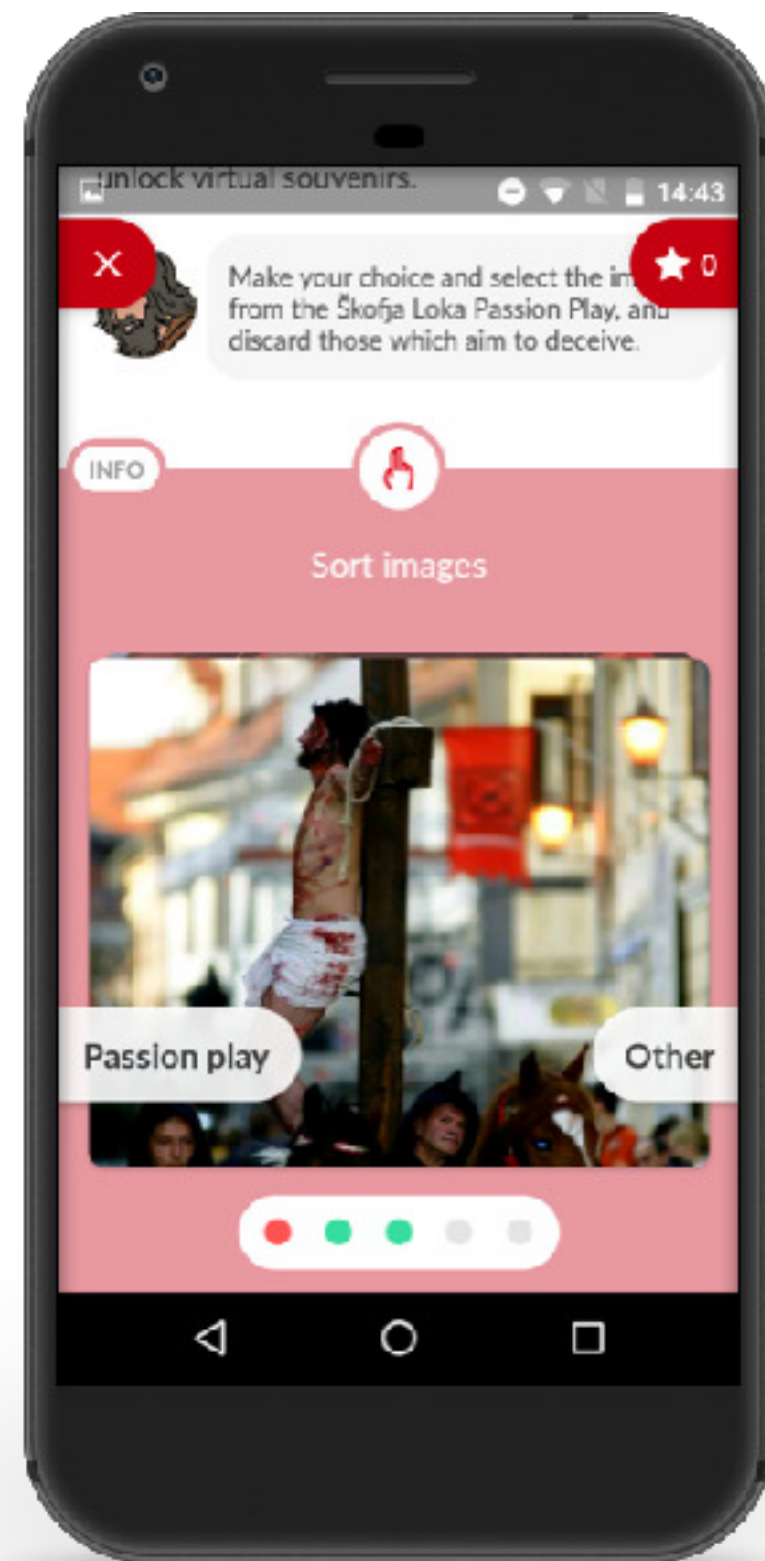 unlock virtual souvenirs.
14:43
0
Make your choice and select the im
from the Škofja Loka Passion Play, and
discard those which aim to deceive.
INFO
Sort images
Passion play
Other